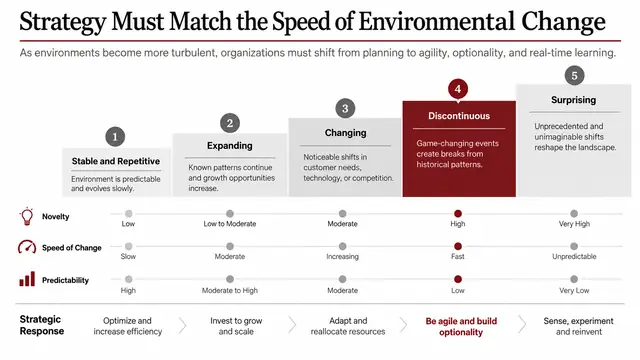 Strategy Must Match the Speed of Environmental Change
As environments become more turbulent, organizations must shift from planning to agility, optionality, and real-time learning.
1
Stable and Repetitive
Environment is predictable
and evolves slowly.
2
Expanding
Known patterns continue
and growth opportunities
increase.
3
Changing
Noticeable shifts in
customer needs,
technology, or competition.
4
Discontinuous
Game-changing events
create breaks from
historical patterns.
5
Surprising
Unprecedented and
unimaginable shifts
reshape the landscape.
Novelty
Low
Low to Moderate
Moderate
High
Very High
Speed of Change
Slow
Moderate
Increasing
Fast
Unpredictable
Predictability
High
Moderate to High
Moderate
Low
Very Low
Strategic
Response
Optimize and
increase efficiency
Invest to grow
and scale
Adapt and
reallocate resources
Be agile and build
optionality
Sense, experiment
and reinvent